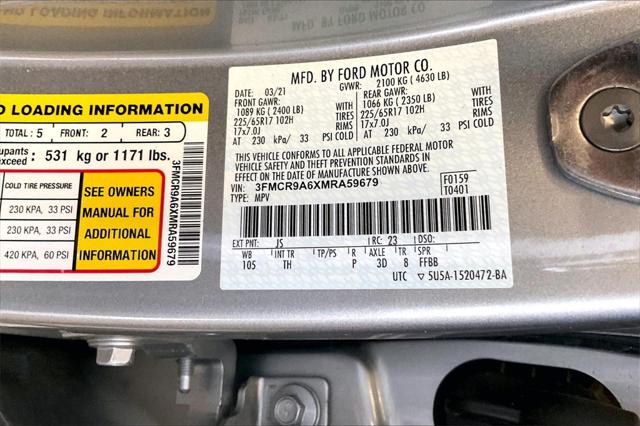 LOADING INFORMATION
TOTAL: 5 FRONT: 2 REAR: 3
531 kg or 1171 lbs.
COLD TIRE PRESSURE
230 KPA, 33 PSI
230 KPA, 33 PSI
420 KPA, 60 PSI
SEE OWNERS
MANUAL FOR
ADDITIONAL
INFORMATION
3FMCR9A6XMRA59679
MFD. BY FORD MOTOR CO.
DATE: 03/21 GVWR: 2100 KG ( 4630 LB)
FRONT GAWR: REAR GAWR:
1089 KG ( 2400 LB) WITH 1066 KG ( 2350 LB) WITH
225/65R17 102H TIRES 225/65R17 102H TIRES
17x7.0J RIMS 17x7.0J RIMS
AT 230 kPa/ 33 PSI COLD AT 230 kPa/ 33 PSI COLD
THIS VEHICLE CONFORMS TO ALL APPLICABLE FEDERAL MOTOR
VEHICLE SAFETY AND THEFT PREVENTION STANDARDS IN EFFECT ON THE DATE OF MANUFACTURE
SHOWN ABOVE.
VIN: 3FMCR9A6XMRA59679 F0159
TYPE: MPV T0401
EXT PNT: JS RC: 23 DSO:
WB INT TR TP/PS R AXLE TR SPR
105 TH P 3D 8 FFBB
UTC ▽ 5U5A-1520472-BA